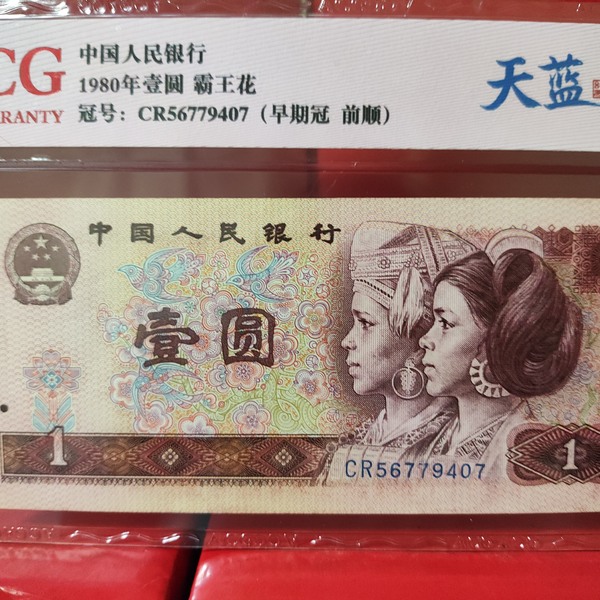 CG
RANTY
中国人民银行
1980年壹圆 霸王花
冠号：CR56779407（早期冠 前顺）
天蓝
中国人民银行
壹圆
CR56779407
1
1